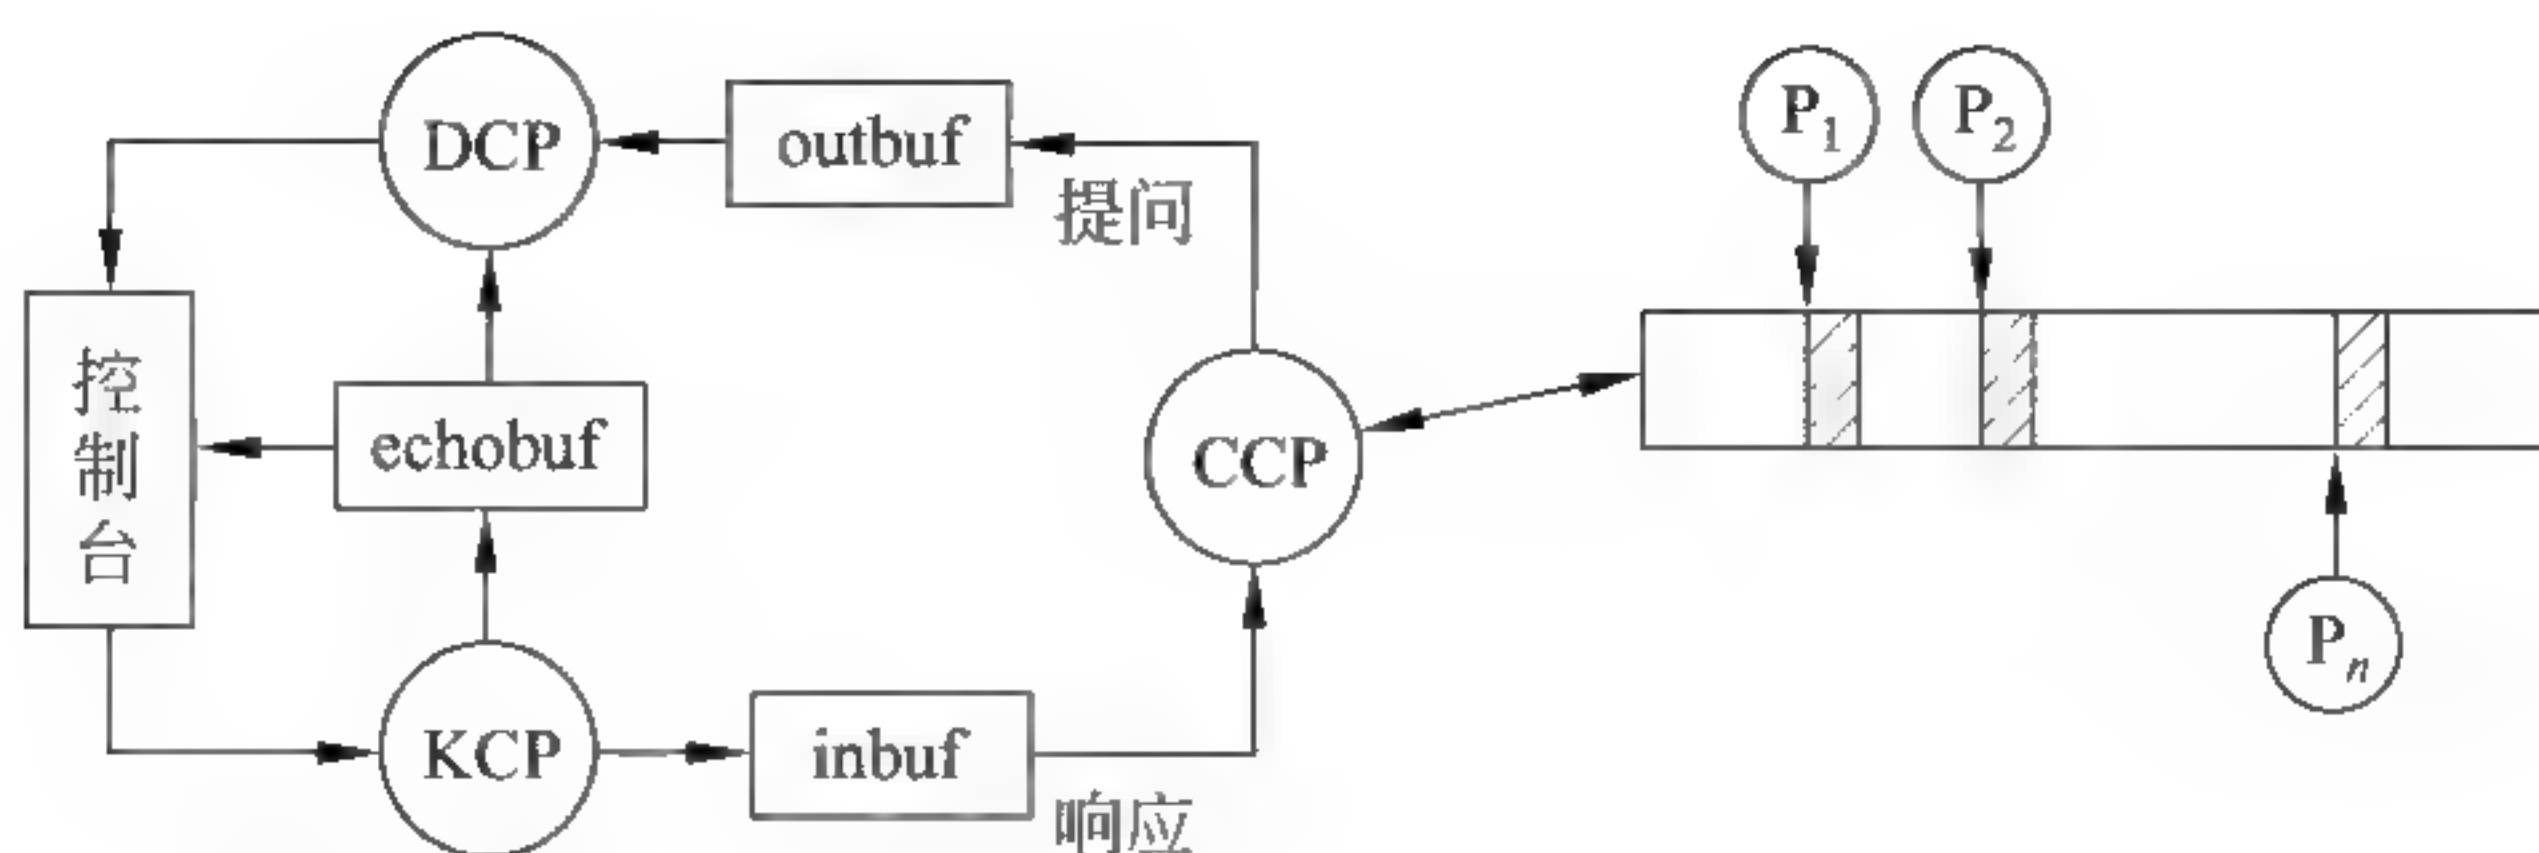 DCP
outbuf
提问
P1
P2
控制台
echobuf
CCP
KCP
inbuf
响应
Pn